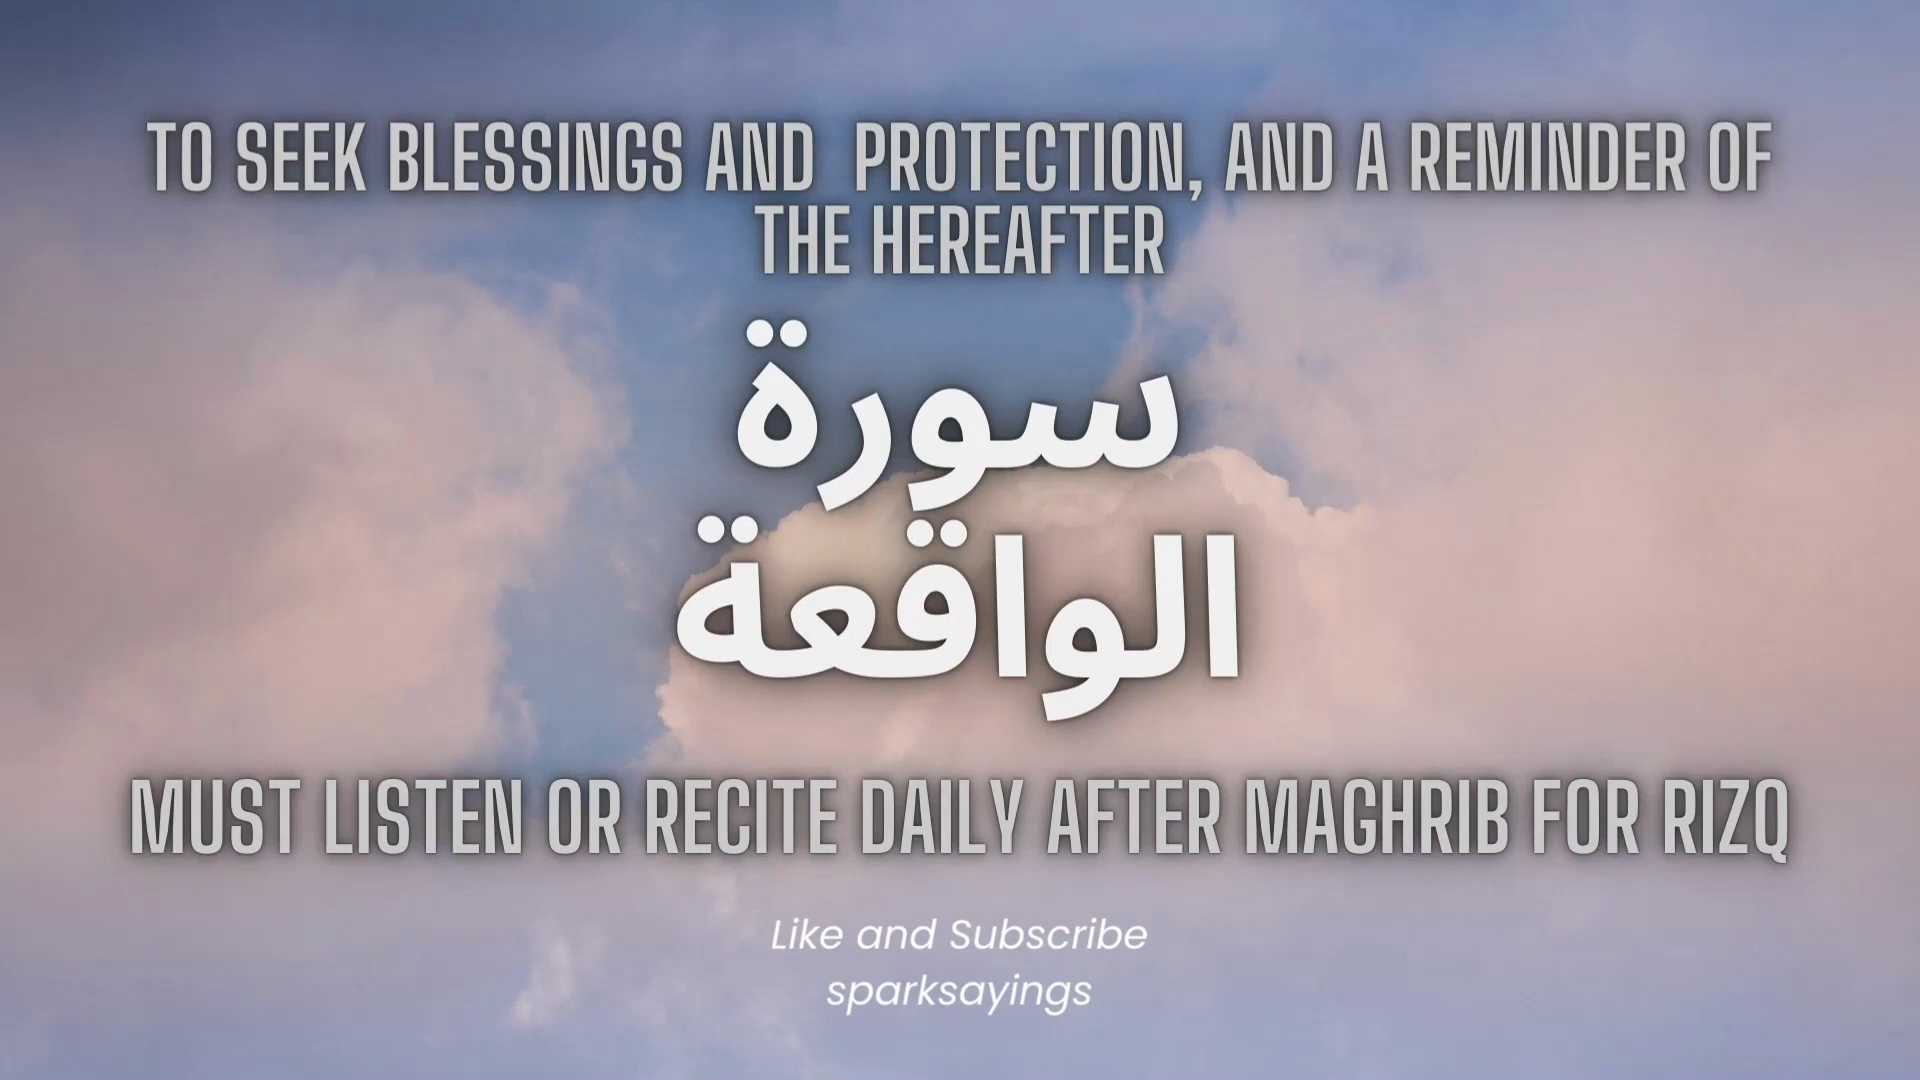 TO SEEK BLESSINGS AND PROTECTION, AND A REMINDER OF
THE HEREAFTER
سورة
الواقعة
MUST LISTEN OR RECITE DAILY AFTER MAGHRIB FOR RIZQ
Like and Subscribe
sparksayings